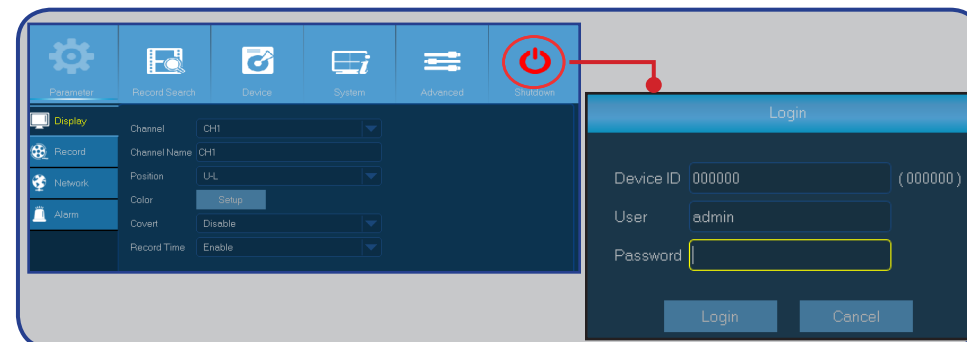 Parameter Record Search Device System Advanced Shutdown
Display
Record
Network
Alarm
Channel CH1
Channel Name CH1
Position U-L
Color Setup
Covert Disable
Record Time Enable
Login
Device ID 000000 (000000)
User admin
Password
Login Cancel